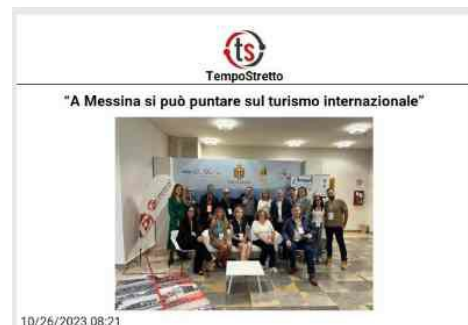 ts
TempoStretto
“A Messina si può puntare sul turismo internazionale”
10/26/2023 08:21